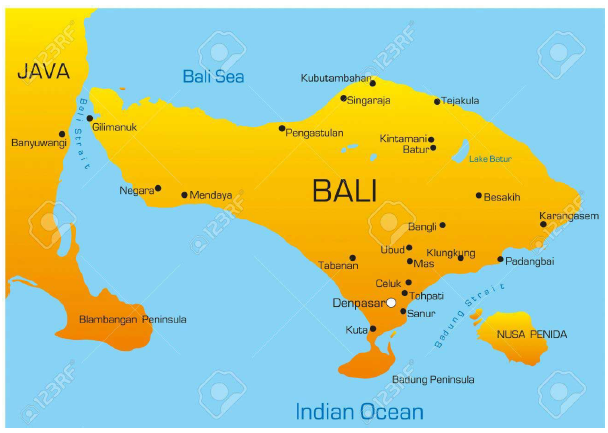 JAVA
Bali Sea
Kubutambahan
Singaraja
Tejakula
Bali Strait
Gilimanuk
Banyuwangi
Pengastulan
Kintamani
Batur
Lake Batur
Negara
Mendaya
BALI
Besakih
Karangasem
Bangli
Ubud
Klungkung
Mas
Padangbai
Tabanan
Celuk
Tohpati
Denpasar
Sanur
Badung Strait
Blambangan Peninsula
Kuta
NUSA PENIDA
Badung Peninsula
Indian Ocean
123RF
123RF
123RF
123RF
123RF
123RF